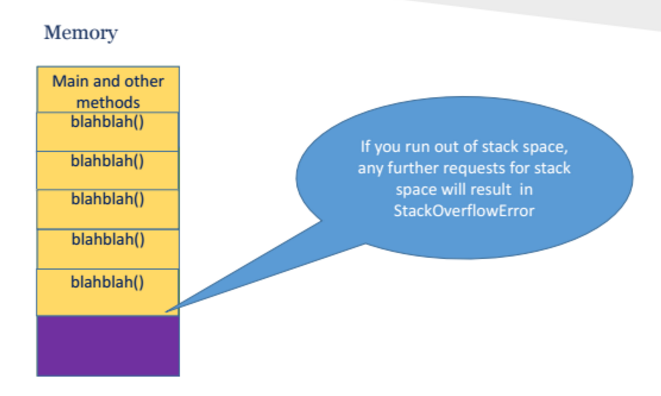 Memory
Main and other
methods
blahblah()
blahblah()
blahblah()
blahblah()
blahblah()
If you run out of stack space,
any further requests for stack
space will result in
StackOverflowError